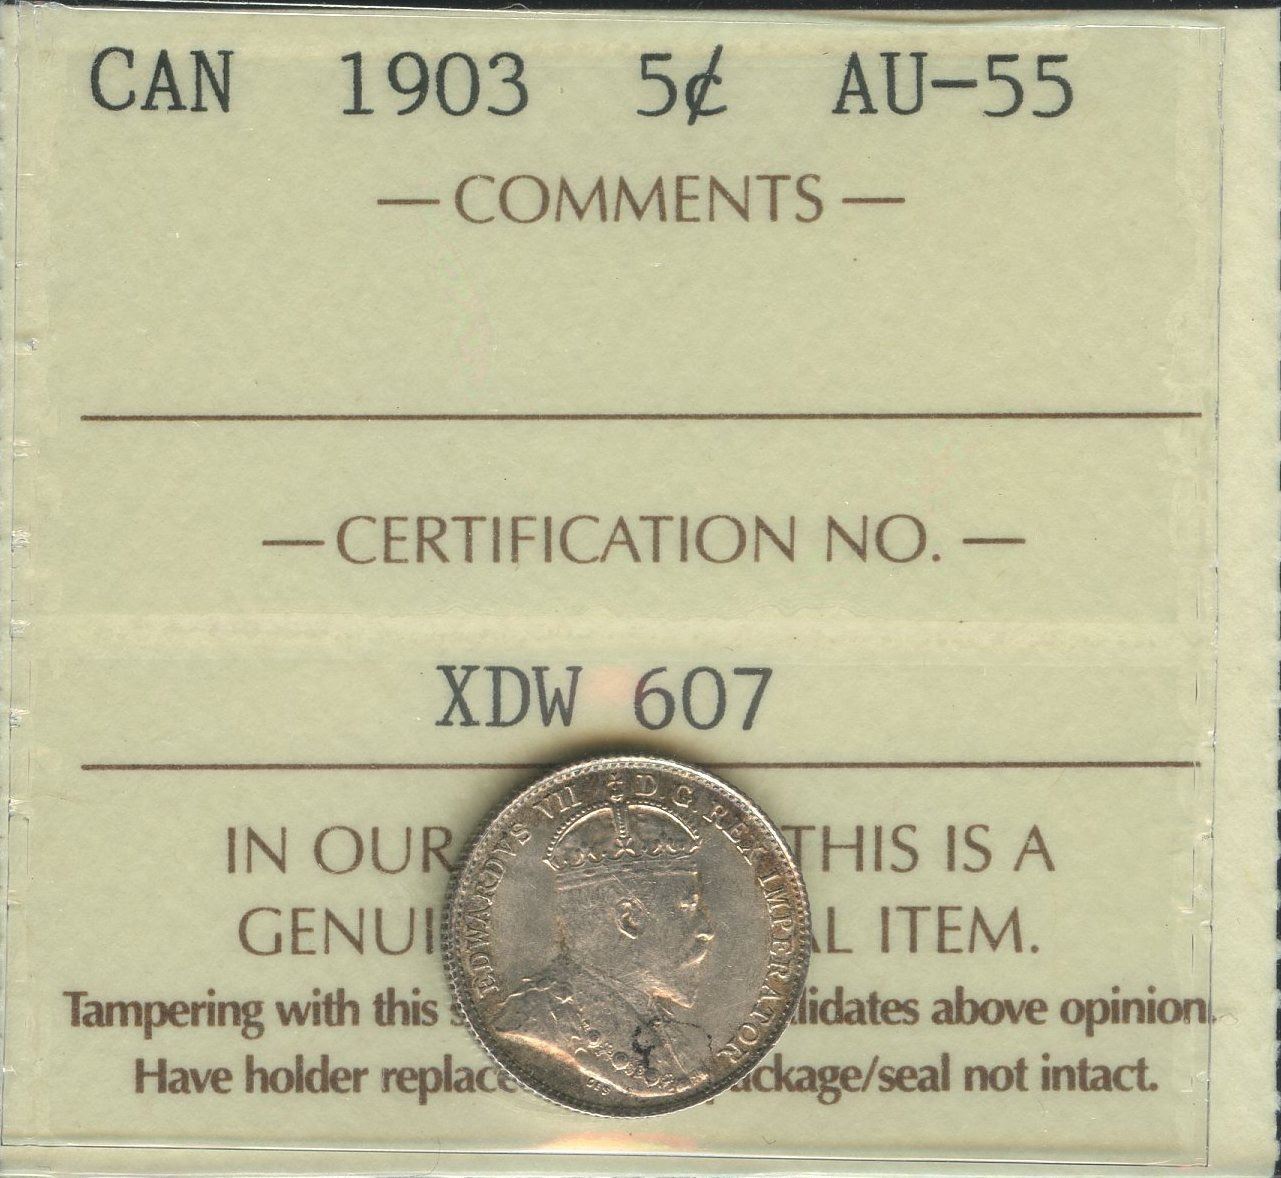 CAN 1903 5¢ AU-55
— COMMENTS —
— CERTIFICATION NO. —
XDW 607
EDWARDVS VII D.G. REX IMPERATOR
IN OUR THIS IS A
GENUI AL ITEM.
Tampering with this s lidates above opinion.
Have holder replace ckage/seal not intact.